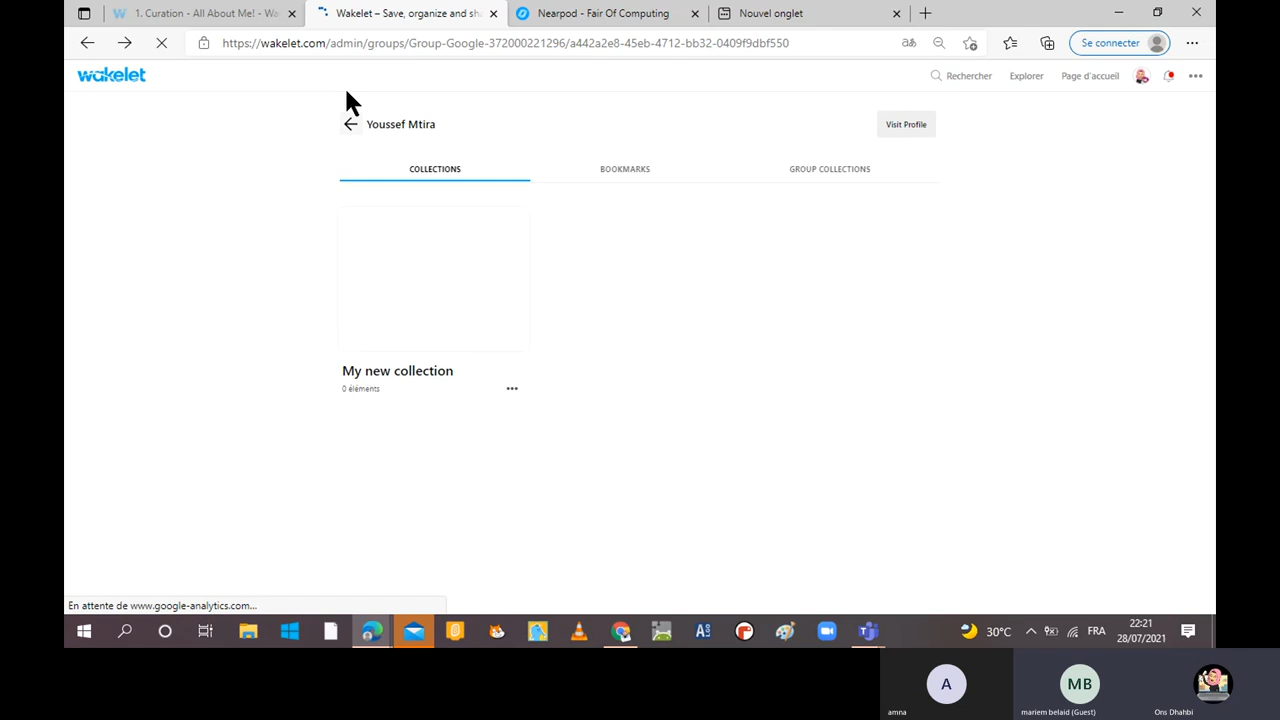 1. Curation - All About Me! - Wa
Wakelet – Save, organize and sha
Nearpod - Fair Of Computing
Nouvel onglet
https://wakelet.com/admin/groups/Group-Google-372000221296/a442a2e8-45eb-4712-bb32-0409f9dbf550
Se connecter
wakelet
Rechercher
Explorer
Page d'accueil
Youssef Mtira
Visit Profile
COLLECTIONS
BOOKMARKS
GROUP COLLECTIONS
My new collection
0 éléments
En attente de www.google-analytics.com...
30°C
FRA
22:21
28/07/2021
A
MB
amna
mariem belaid (Guest)
Ons Dhahbi